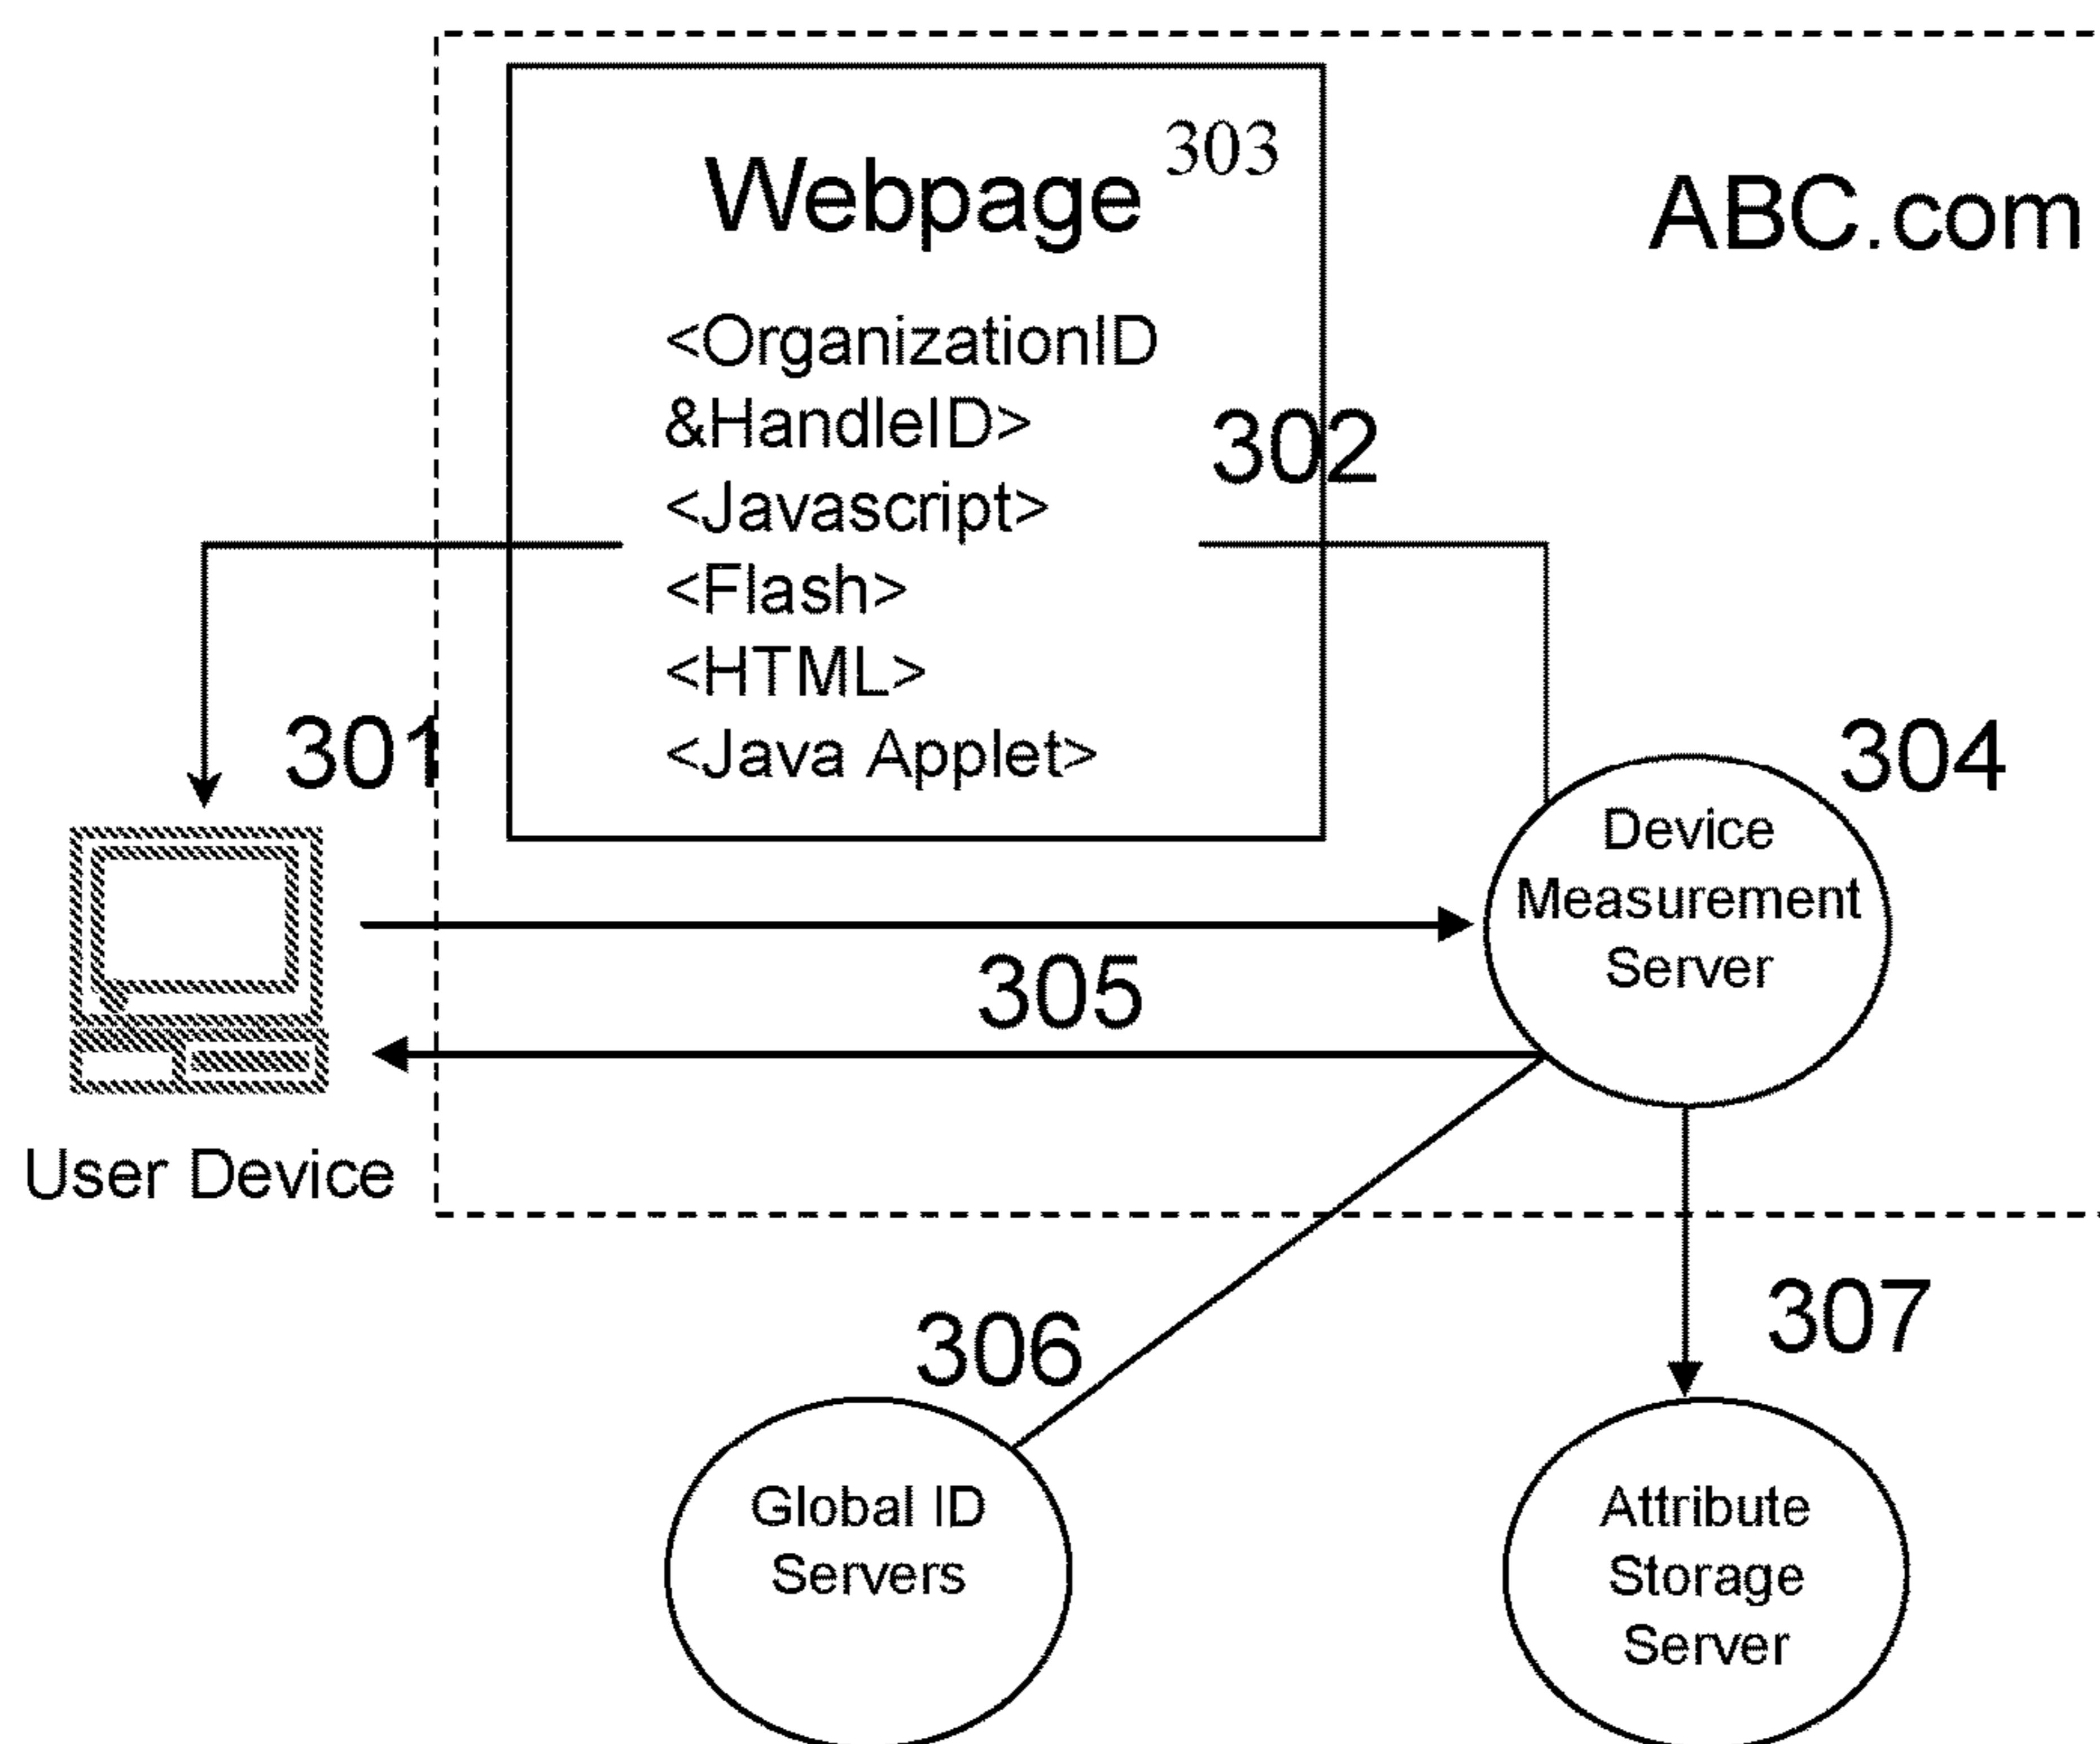 Webpage 303
ABC.com
<OrganizationID
&HandleID>
302
<Javascript>
<Flash>
<HTML>
<Java Applet>
301
304
Device
Measurement
Server
305
User Device
306
307
Global ID
Servers
Attribute
Storage
Server